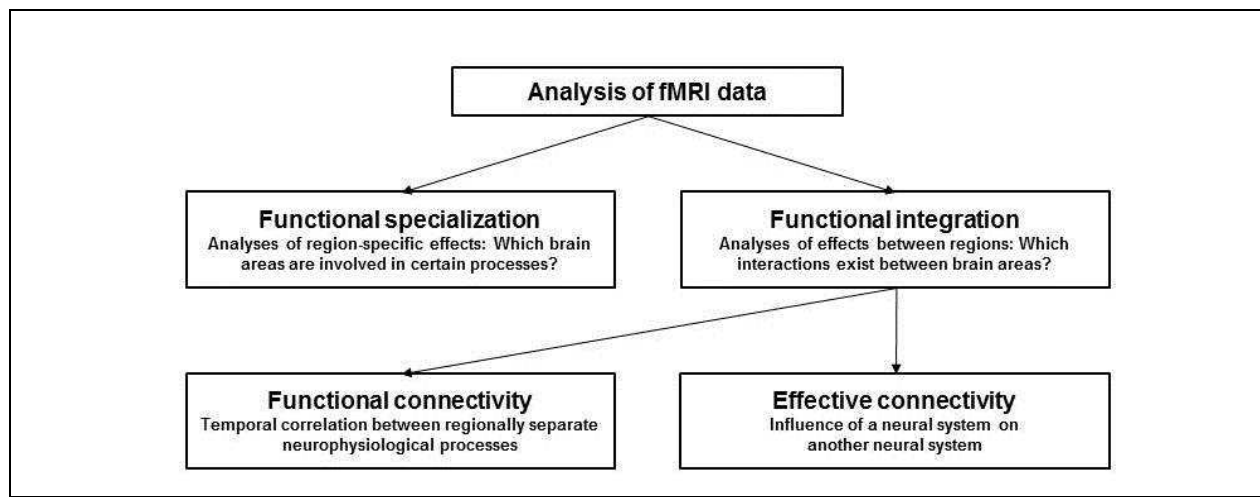 Analysis of fMRI data
Functional specialization
Analyses of region-specific effects: Which brain
areas are involved in certain processes?
Functional integration
Analyses of effects between regions: Which
interactions exist between brain areas?
Functional connectivity
Temporal correlation between regionally separate
neurophysiological processes
Effective connectivity
Influence of a neural system on
another neural system